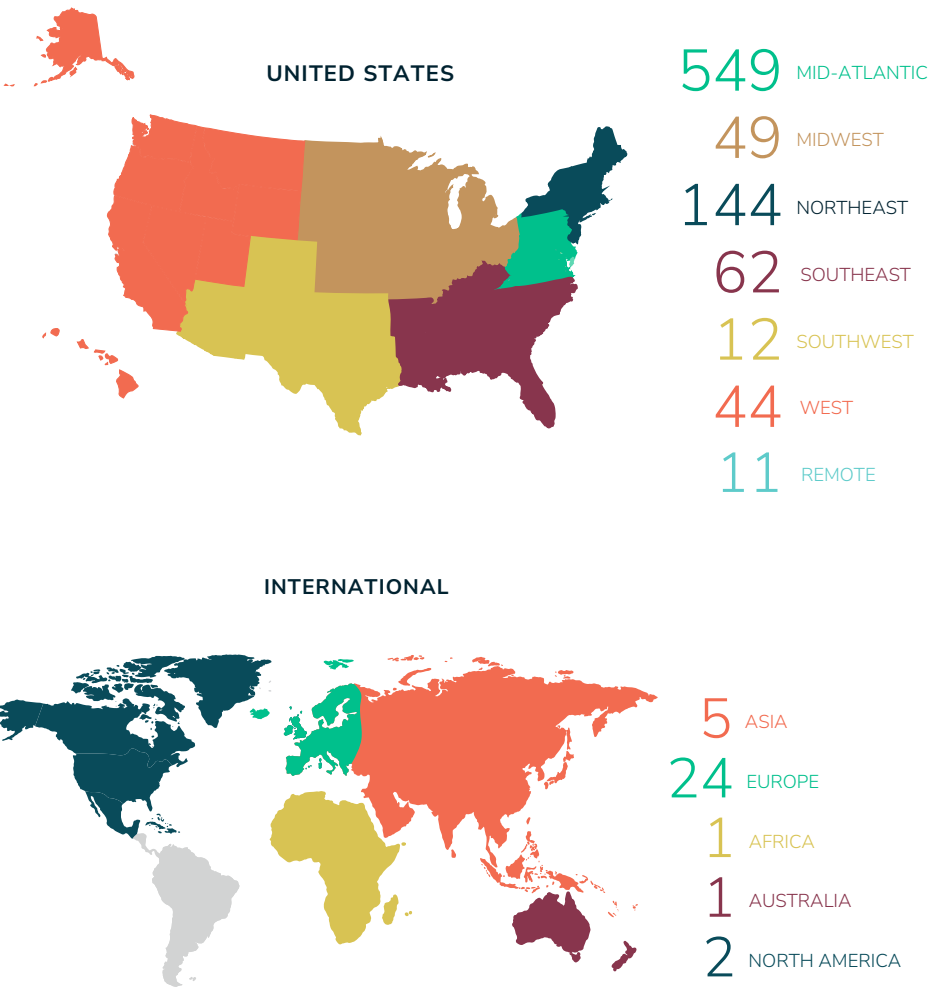 UNITED STATES
549 MID-ATLANTIC
49 MIDWEST
144 NORTHEAST
62 SOUTHEAST
12 SOUTHWEST
44 WEST
11 REMOTE
INTERNATIONAL
5 ASIA
24 EUROPE
1 AFRICA
1 AUSTRALIA
2 NORTH AMERICA